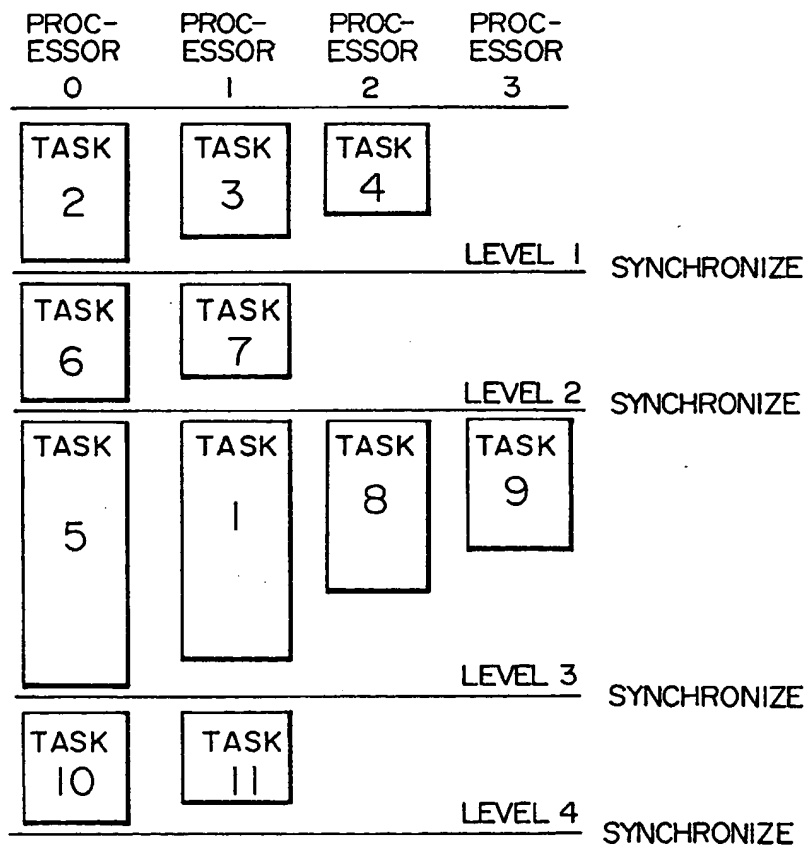 PROC- PROC- PROC- PROC-
ESSOR ESSOR ESSOR ESSOR
0 1 2 3
TASK TASK TASK
2 3 4
LEVEL 1 SYNCHRONIZE
TASK TASK
6 7
LEVEL 2 SYNCHRONIZE
TASK TASK TASK TASK
5 1 8 9
LEVEL 3 SYNCHRONIZE
TASK TASK
10 11
LEVEL 4 SYNCHRONIZE